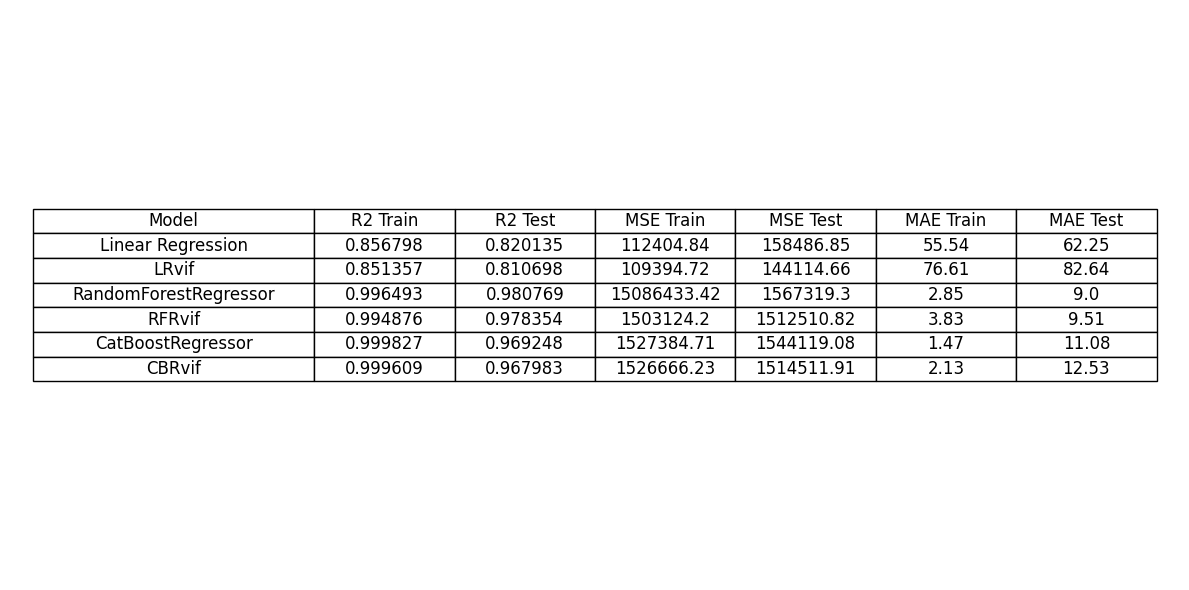 Model R2 Train R2 Test MSE Train MSE Test MAE Train MAE Test
Linear Regression 0.856798 0.820135 112404.84 158486.85 55.54 62.25
LRvif 0.851357 0.810698 109394.72 144114.66 76.61 82.64
RandomForestRegressor 0.996493 0.980769 15086433.42 1567319.3 2.85 9.0
RFRvif 0.994876 0.978354 1503124.2 1512510.82 3.83 9.51
CatBoostRegressor 0.999827 0.969248 1527384.71 1544119.08 1.47 11.08
CBRvif 0.999609 0.967983 1526666.23 1514511.91 2.13 12.53